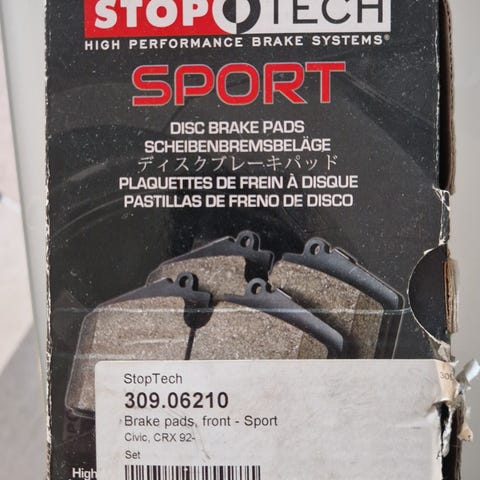 STOPTECH
HIGH PERFORMANCE BRAKE SYSTEMS®
SPORT
DISC BRAKE PADS
SCHEIBENBREMSBELÄGE
ディスクブレーキパッド
PLAQUETTES DE FREIN À DISQUE
PASTILLAS DE FRENO DE DISCO
StopTech
309.06210
Brake pads, front - Sport
Civic, CRX 92-
Set
High